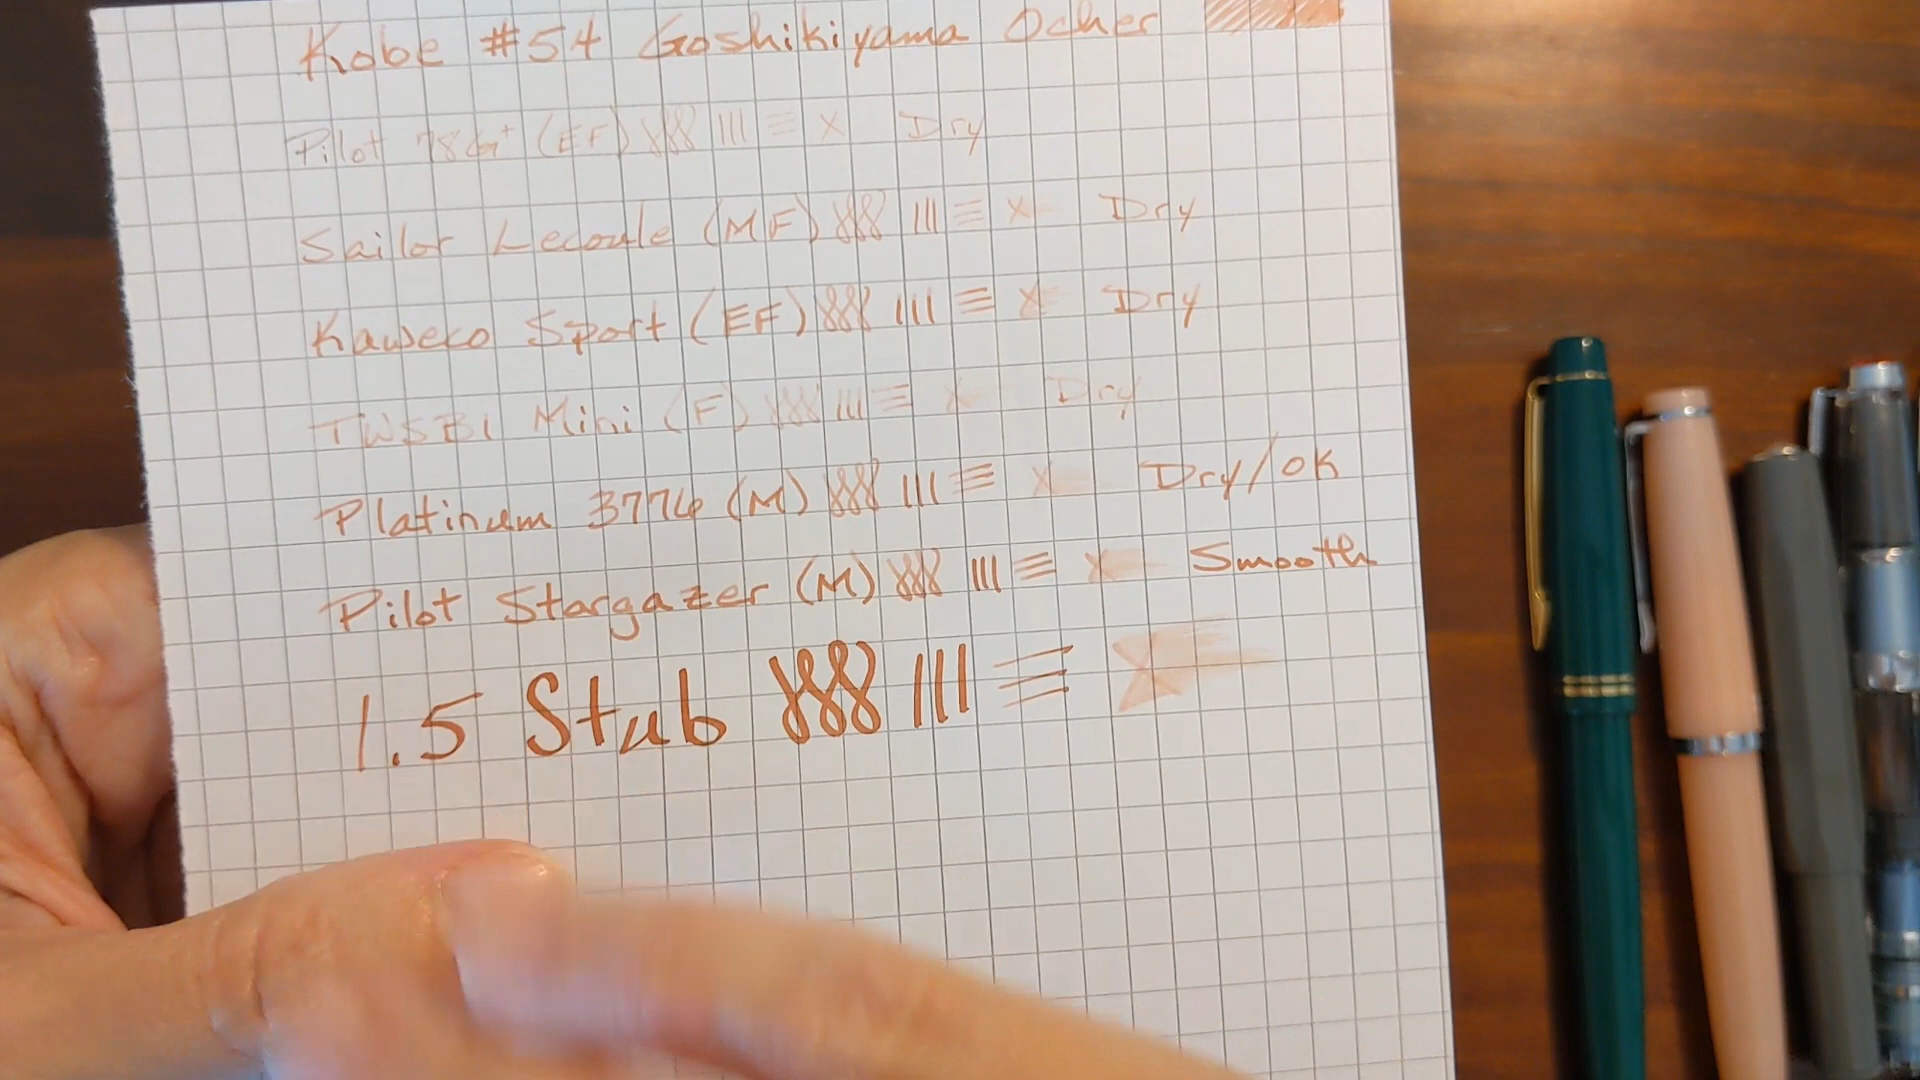 Kobe #54 Goshikiyama Ocher
Pilot 78G+ (EF) Dry
Sailor Lecoule (MF) Dry
Kaweco Sport (EF) Dry
TWSBI Mini (F) Dry
Platinum 3776 (M) Dry/OK
Pilot Stargazer (M) Smooth
1.5 Stub